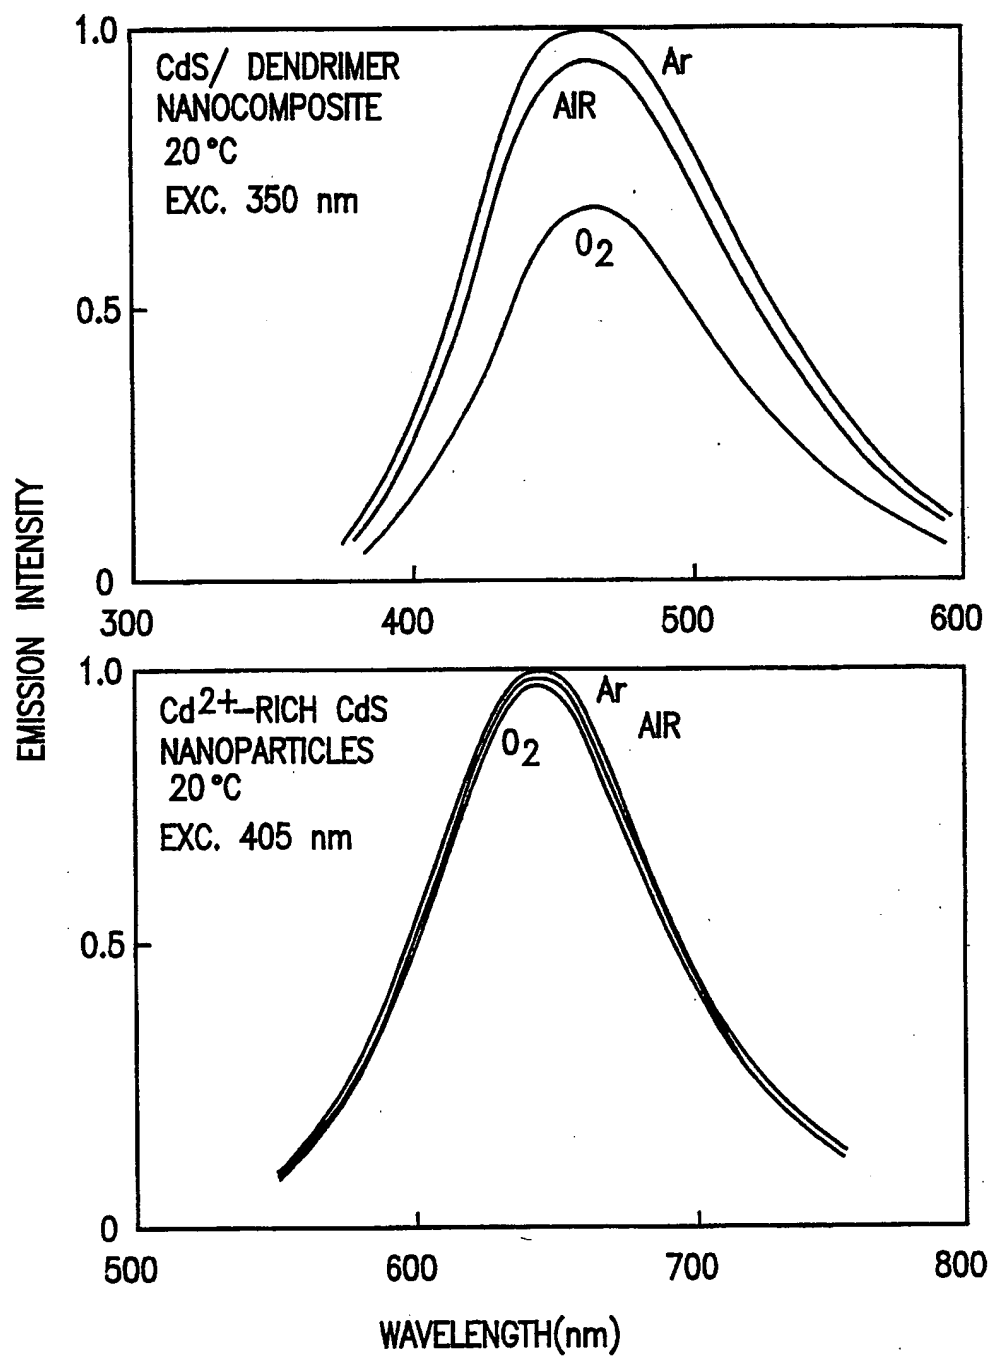 1.0
CdS/ DENDRIMER
NANOCOMPOSITE
20°C
EXC. 350 nm
Ar
AIR
O2
0.5
0
300
400
500
600
EMISSION INTENSITY
1.0
Cd2+-RICH CdS
NANOPARTICLES
20°C
EXC. 405 nm
Ar
AIR
O2
0.5
0
500
600
700
800
WAVELENGTH(nm)